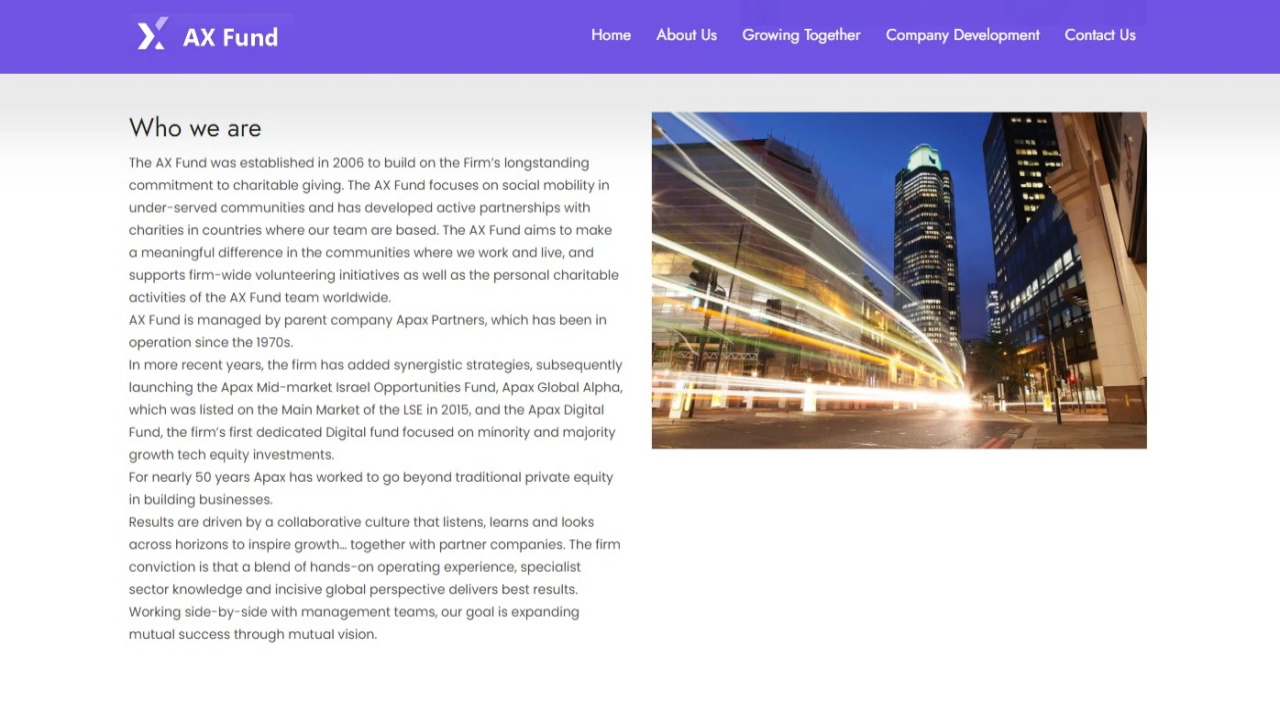 AX Fund
Home
About Us
Growing Together
Company Development
Contact Us
Who we are
The AX Fund was established in 2006 to build on the Firm's longstanding
commitment to charitable giving. The AX Fund focuses on social mobility in
under-served communities and has developed active partnerships with
charities in countries where our team are based. The AX Fund aims to make
a meaningful difference in the communities where we work and live, and
supports firm-wide volunteering initiatives as well as the personal charitable
activities of the AX Fund team worldwide.
AX Fund is managed by parent company Apax Partners, which has been in
operation since the 1970s.
In more recent years, the firm has added synergistic strategies, subsequently
launching the Apax Mid-market Israel Opportunities Fund, Apax Global Alpha,
which was listed on the Main Market of the LSE in 2015, and the Apax Digital
Fund, the firm's first dedicated Digital fund focused on minority and majority
growth tech equity investments.
For nearly 50 years Apax has worked to go beyond traditional private equity
in building businesses.
Results are driven by a collaborative culture that listens, learns and looks
across horizons to inspire growth… together with partner companies. The firm
conviction is that a blend of hands-on operating experience, specialist
sector knowledge and incisive global perspective delivers best results.
Working side-by-side with management teams, our goal is expanding
mutual success through mutual vision.